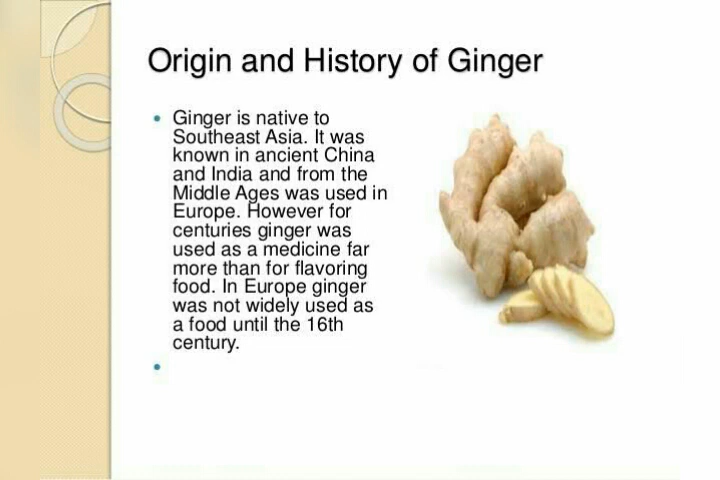 Origin and History of Ginger
• Ginger is native to
Southeast Asia. It was
known in ancient China
and India and from the
Middle Ages was used in
Europe. However for
centuries ginger was
used as a medicine far
more than for flavoring
food. In Europe ginger
was not widely used as
a food until the 16th
century.
•